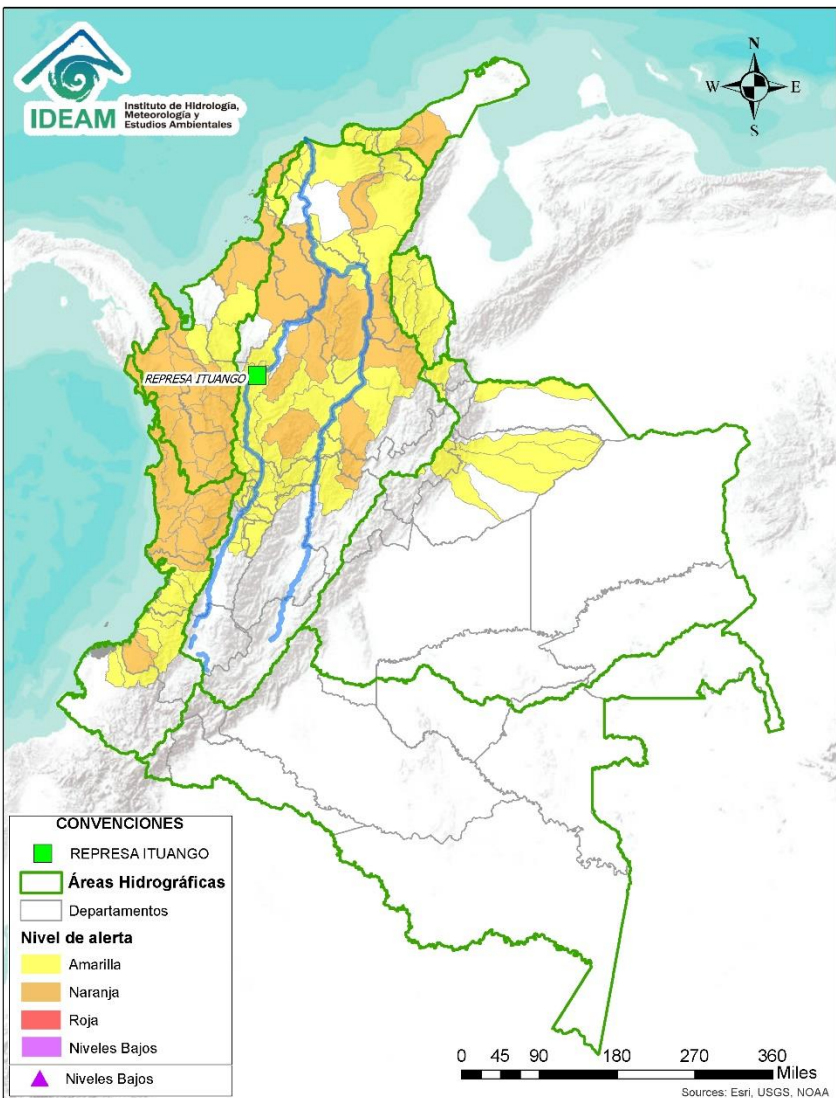 IDEAM
Instituto de Hidrología,
Meteorología y
Estudios Ambientales
N
W E
S
REPRESA ITUANGO
CONVENCIONES
REPRESA ITUANGO
Áreas Hidrográficas
Departamentos
Nivel de alerta
Amarilla
Naranja
Roja
Niveles Bajos
Niveles Bajos
0 45 90 180 270 360
Miles
Sources: Esri, USGS, NOAA